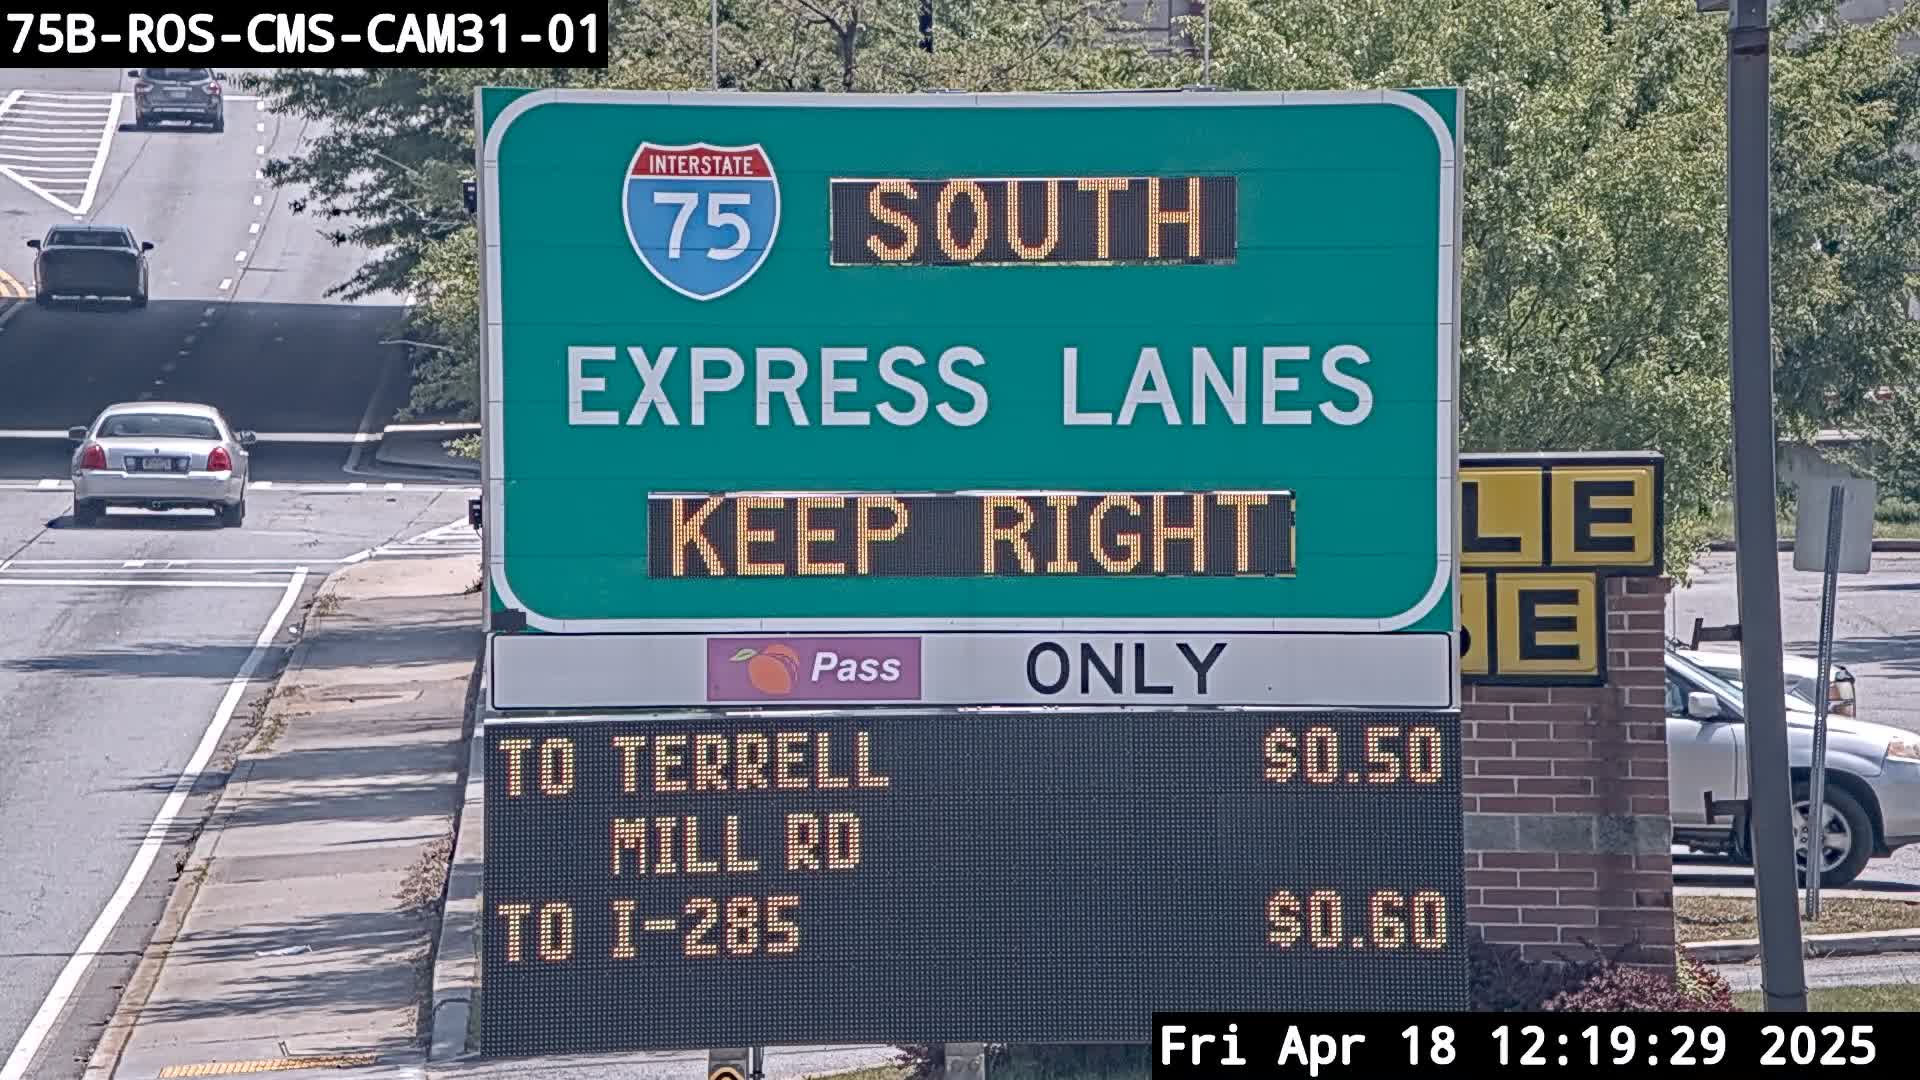 75B-ROS-CMS-CAM31-01
INTERSTATE
75
SOUTH
EXPRESS LANES
KEEP RIGHT
Pass ONLY
TO TERRELL $0.50
MILL RD
TO I-285 $0.60
LE
E
Fri Apr 18 12:19:29 2025